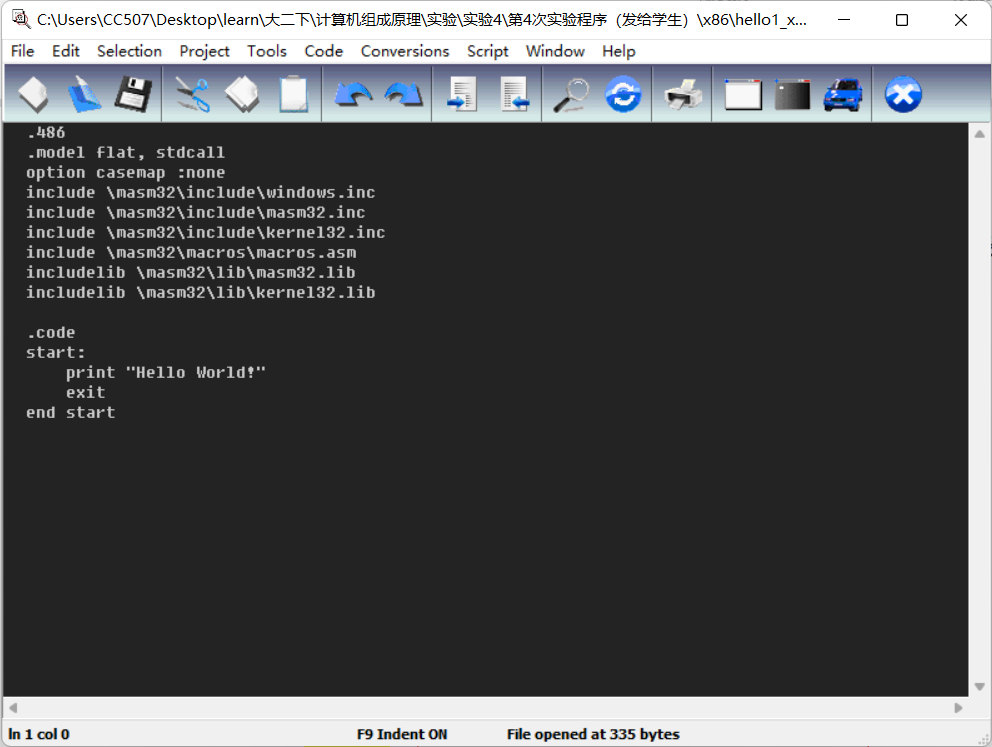 C:\Users\CC507\Desktop\learn\大二下\计算机组成原理\实验\实验4\第4次实验程序（发给学生）\x86\hello1_x...
File Edit Selection Project Tools Code Conversions Script Window Help
.486
.model flat, stdcall
option casemap :none
include \masm32\include\windows.inc
include \masm32\include\masm32.inc
include \masm32\include\kernel32.inc
include \masm32\macros\macros.asm
includelib \masm32\lib\masm32.lib
includelib \masm32\lib\kernel32.lib
.code
start:
print "Hello World!"
exit
end start
ln 1 col 0 F9 Indent ON File opened at 335 bytes